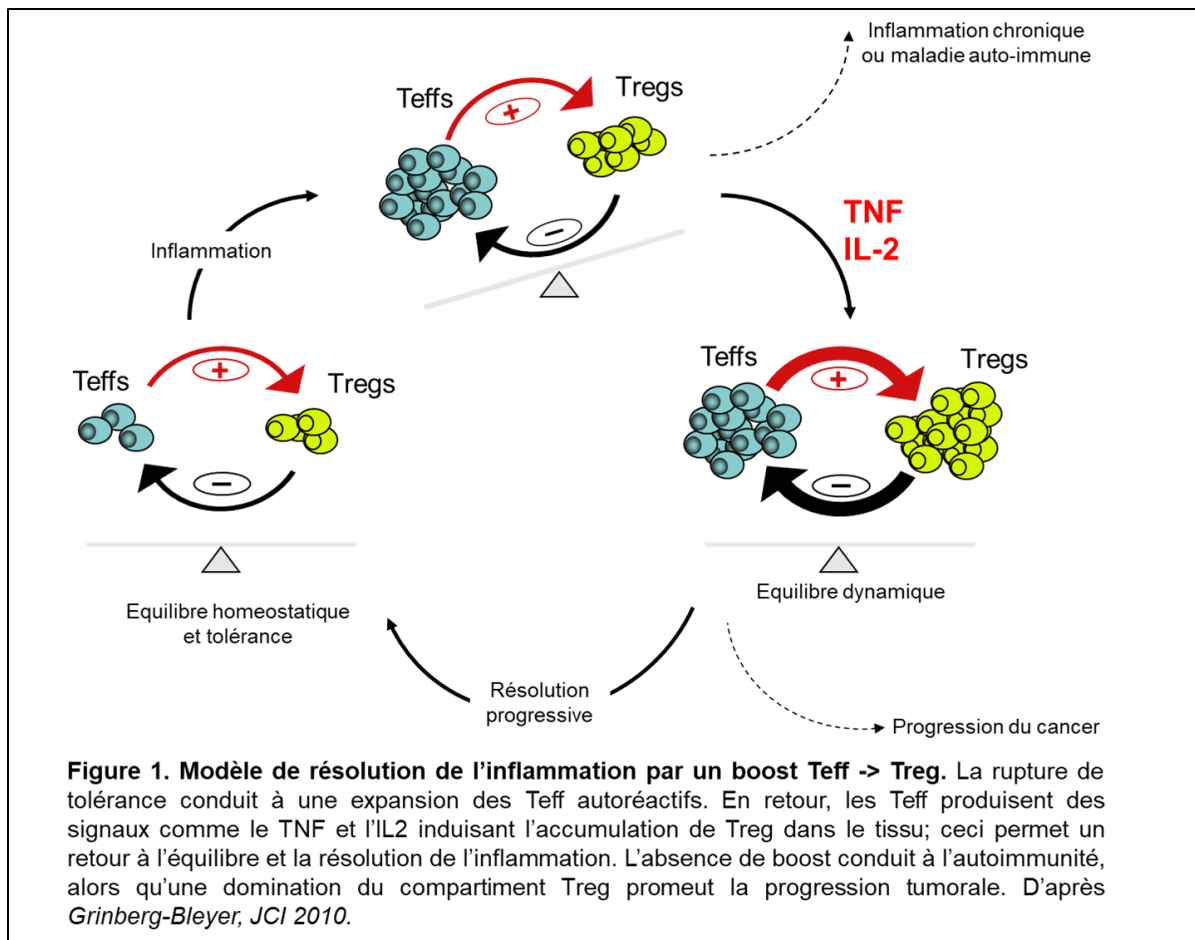 Inflammation chronique
ou maladie auto-immune
Teffs
+
Tregs
−
Inflammation
TNF
IL-2
Teffs
+
Tregs
−
Teffs
+
Tregs
−
Equilibre homeostatique
et tolérance
Equilibre dynamique
Résolution
progressive
Progression du cancer
Figure 1. Modèle de résolution de l’inflammation par un boost Teff -> Treg. La rupture de
tolérance conduit à une expansion des Teff autoréactifs. En retour, les Teff produisent des
signaux comme le TNF et l’IL2 induisant l’accumulation de Treg dans le tissu; ceci permet un
retour à l’équilibre et la résolution de l’inflammation. L’absence de boost conduit à l’autoimmunité,
alors qu’une domination du compartiment Treg promeut la progression tumorale. D’après
Grinberg-Bleyer, JCI 2010.